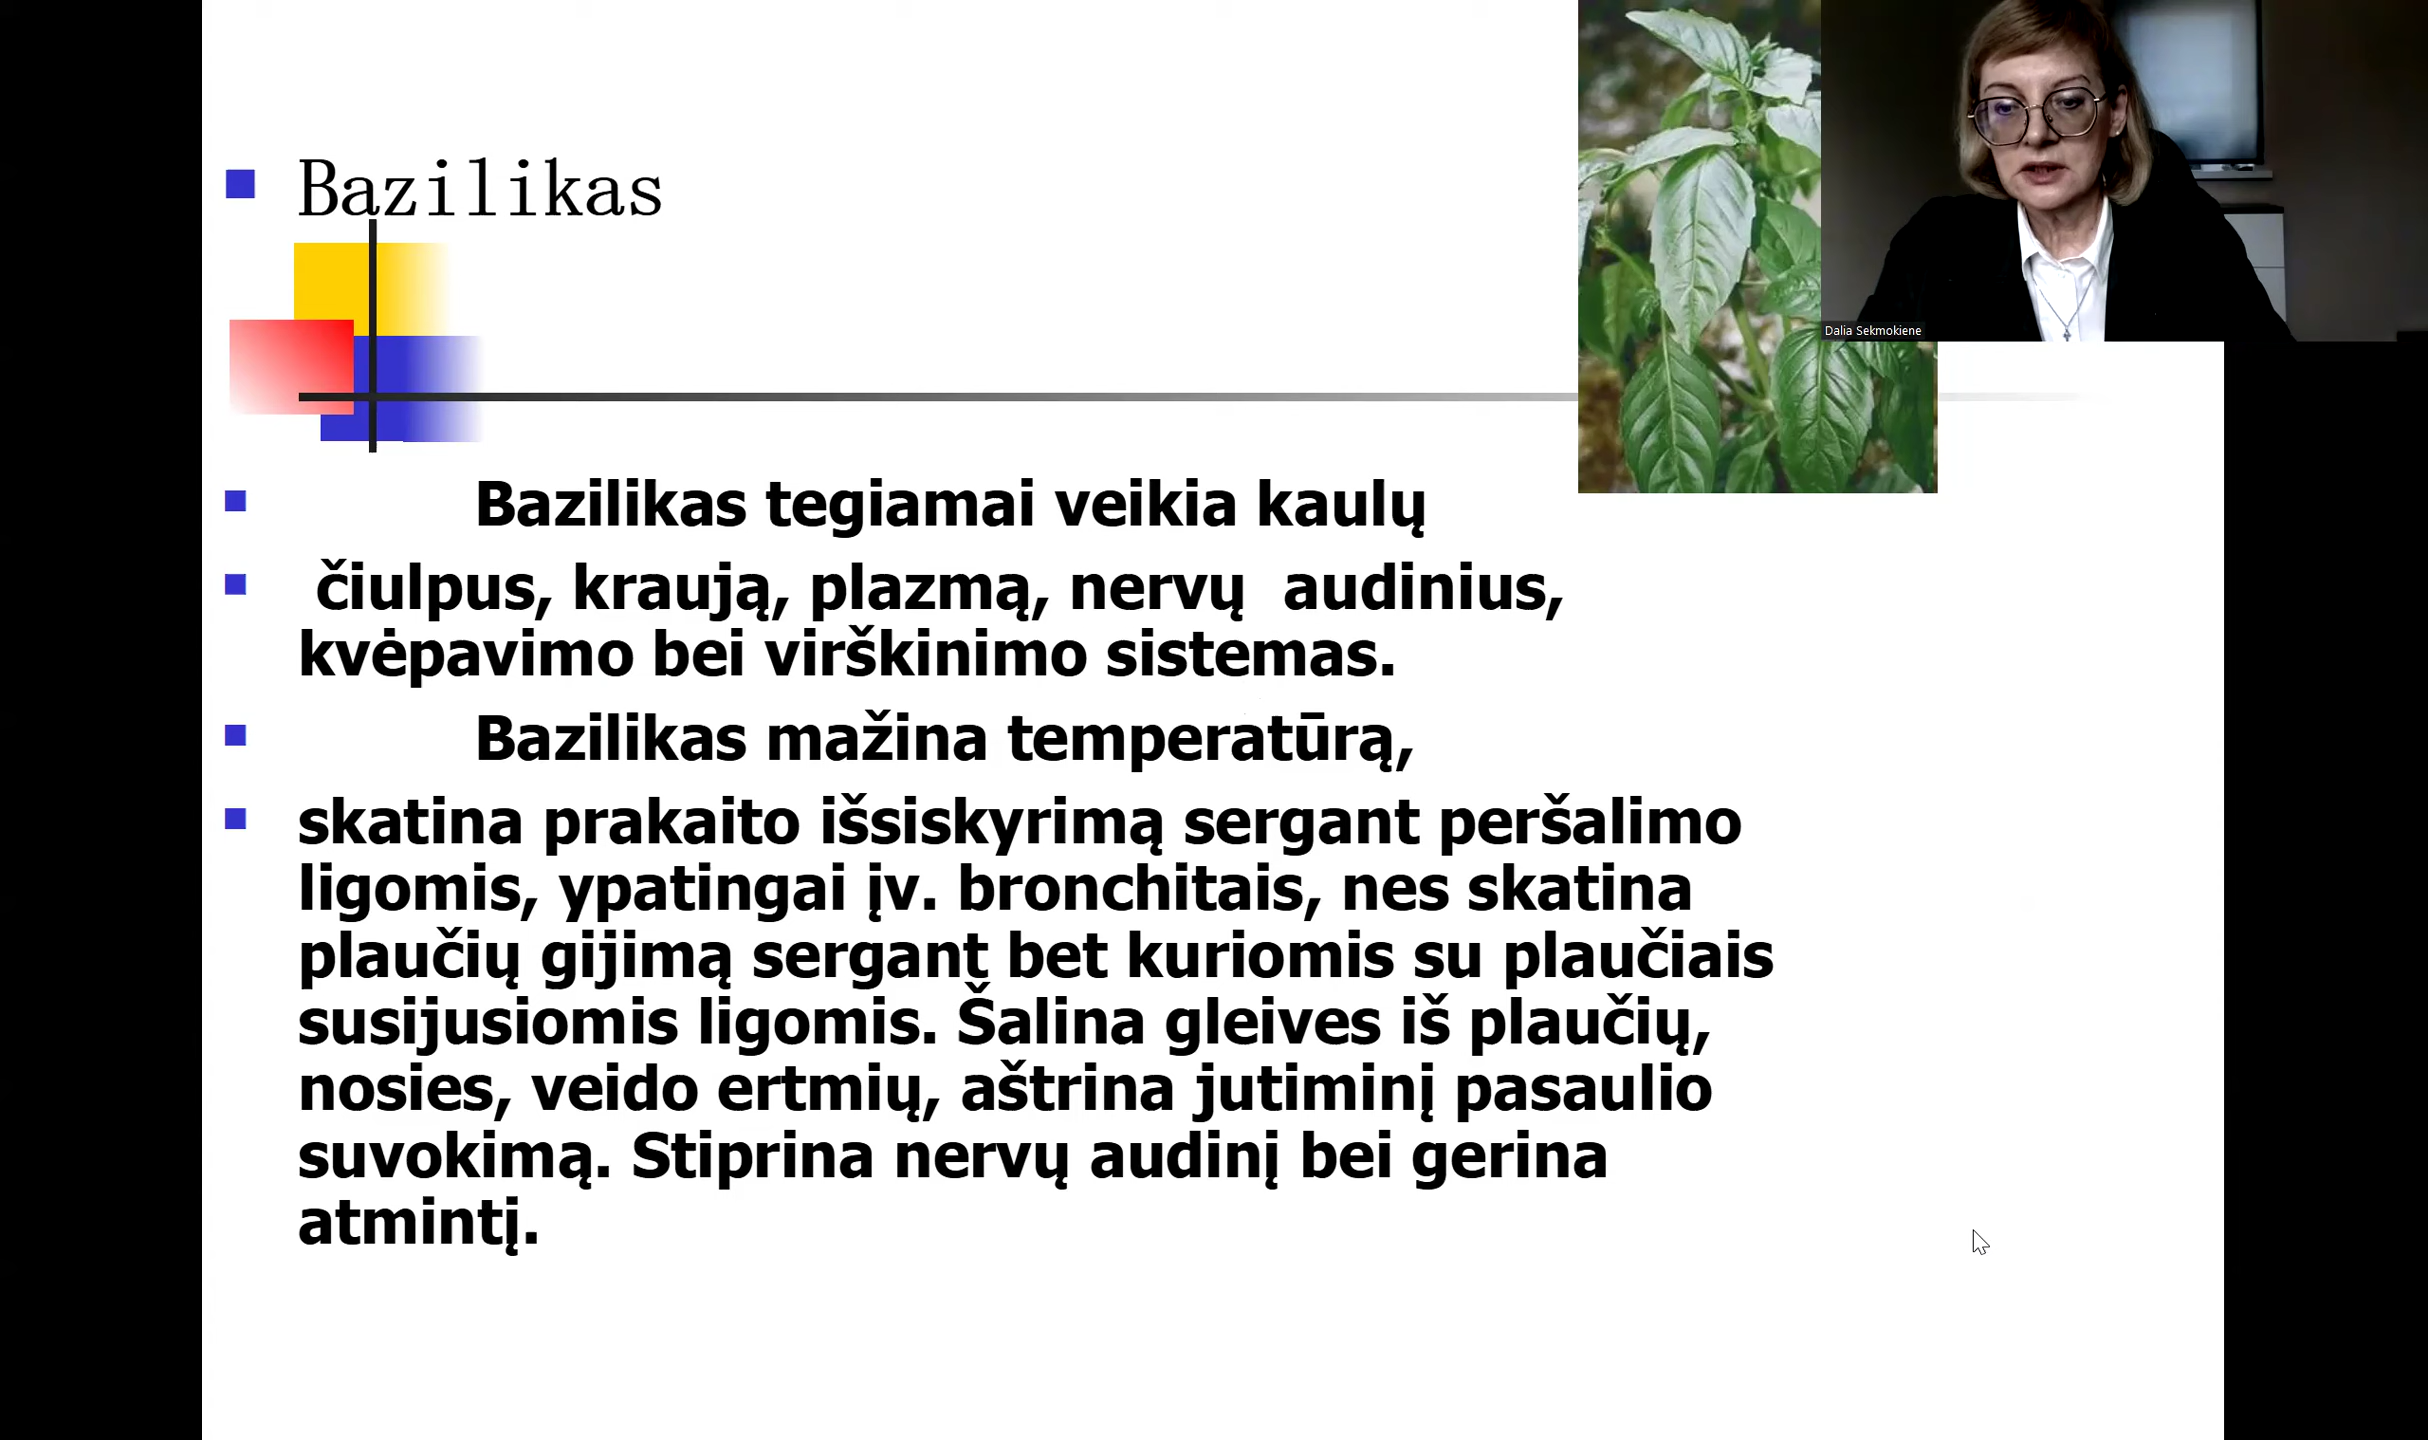 Bazilikas
Dalia Sekmokiene
Bazilikas teigiamai veikia kaulų
čiulpus, kraują, plazmą, nervų  audinius,
kvėpavimo bei virškinimo sistemas.
Bazilikas mažina temperatūrą,
skatina prakaito išsiskyrimą sergant peršalimo
ligomis, ypatingai įv. bronchitais, nes skatina
plaučių gijimą sergant bet kuriomis su plaučiais
susijusiomis ligomis. Šalina gleives iš plaučių,
nosies, veido ertmių, aštrina jutiminį pasaulio
suvokimą. Stiprina nervų audinį bei gerina
atmintį.